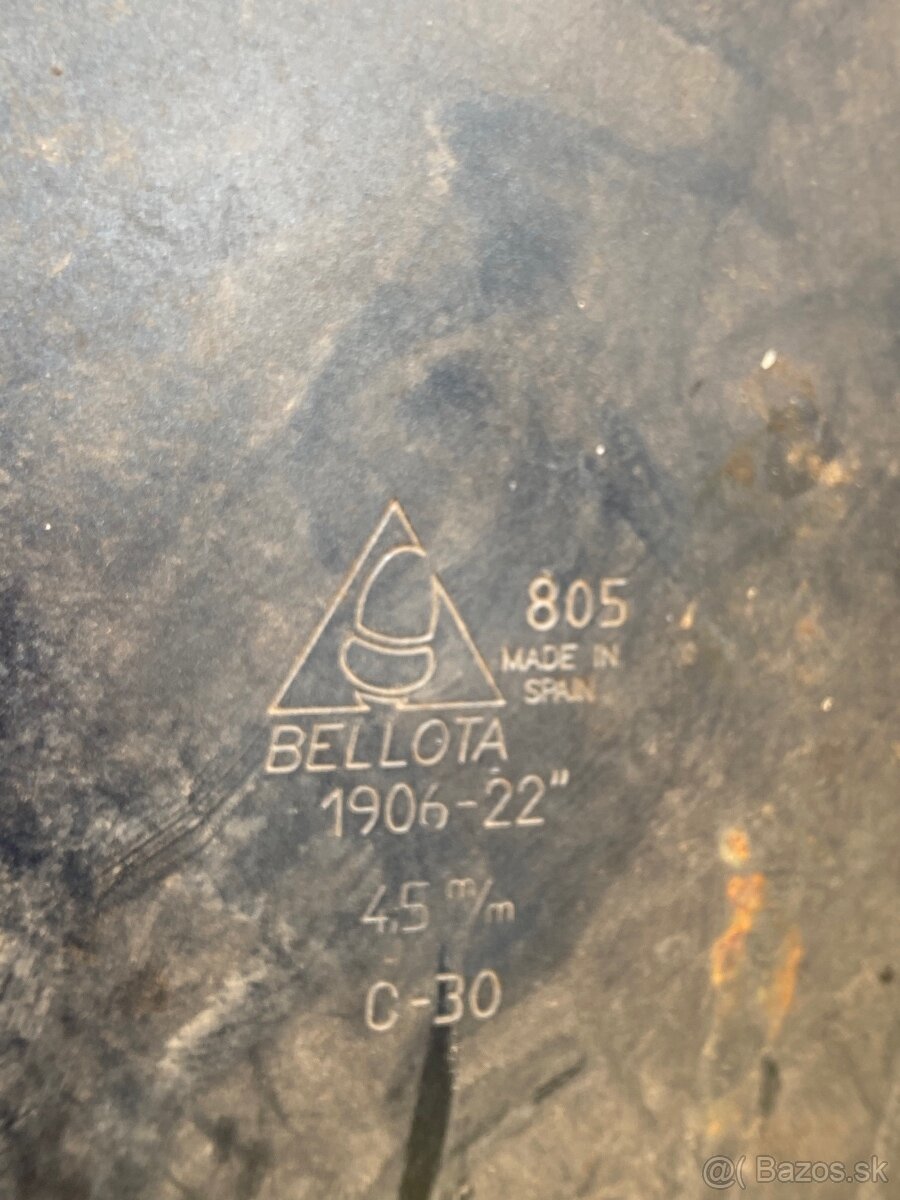 805
MADE IN
SPAIN
BELLOTA
1906-22"
4,5 m/m
C-30
@( Bazos.sk